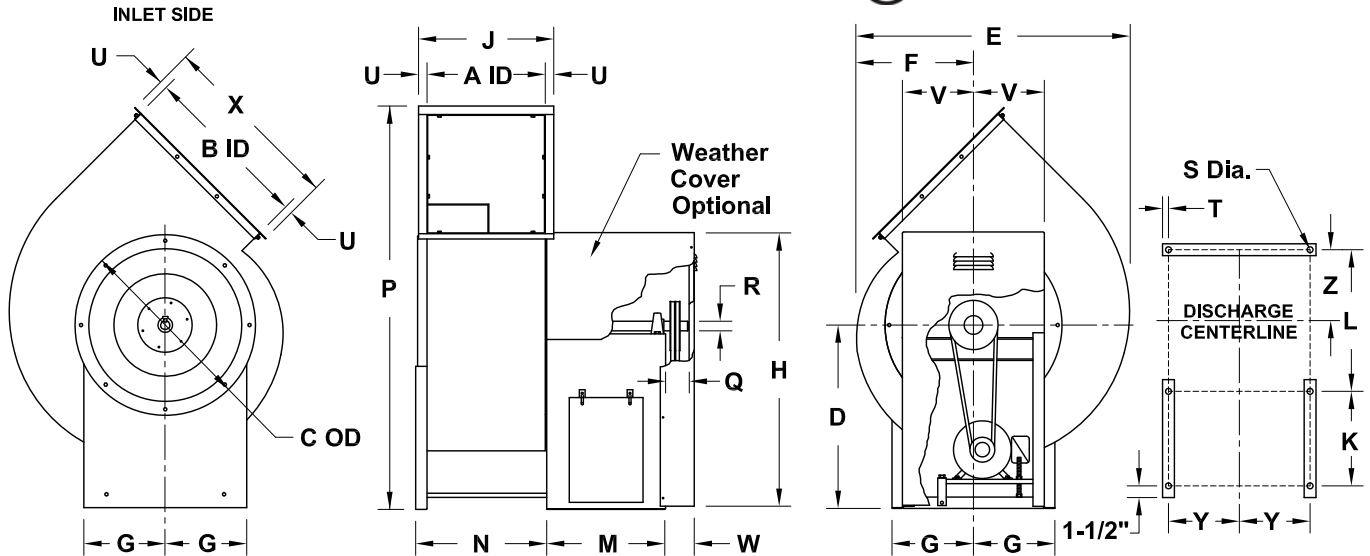 INLET SIDE
U
X
B ID
U
C OD
G G
J
U A ID U
P
Weather
Cover
Optional
R
H
Q
N M W
E
F
V V
D
G G
S Dia.
T
Z
DISCHARGE
CENTERLINE
L
K
1-1/2"
Y Y